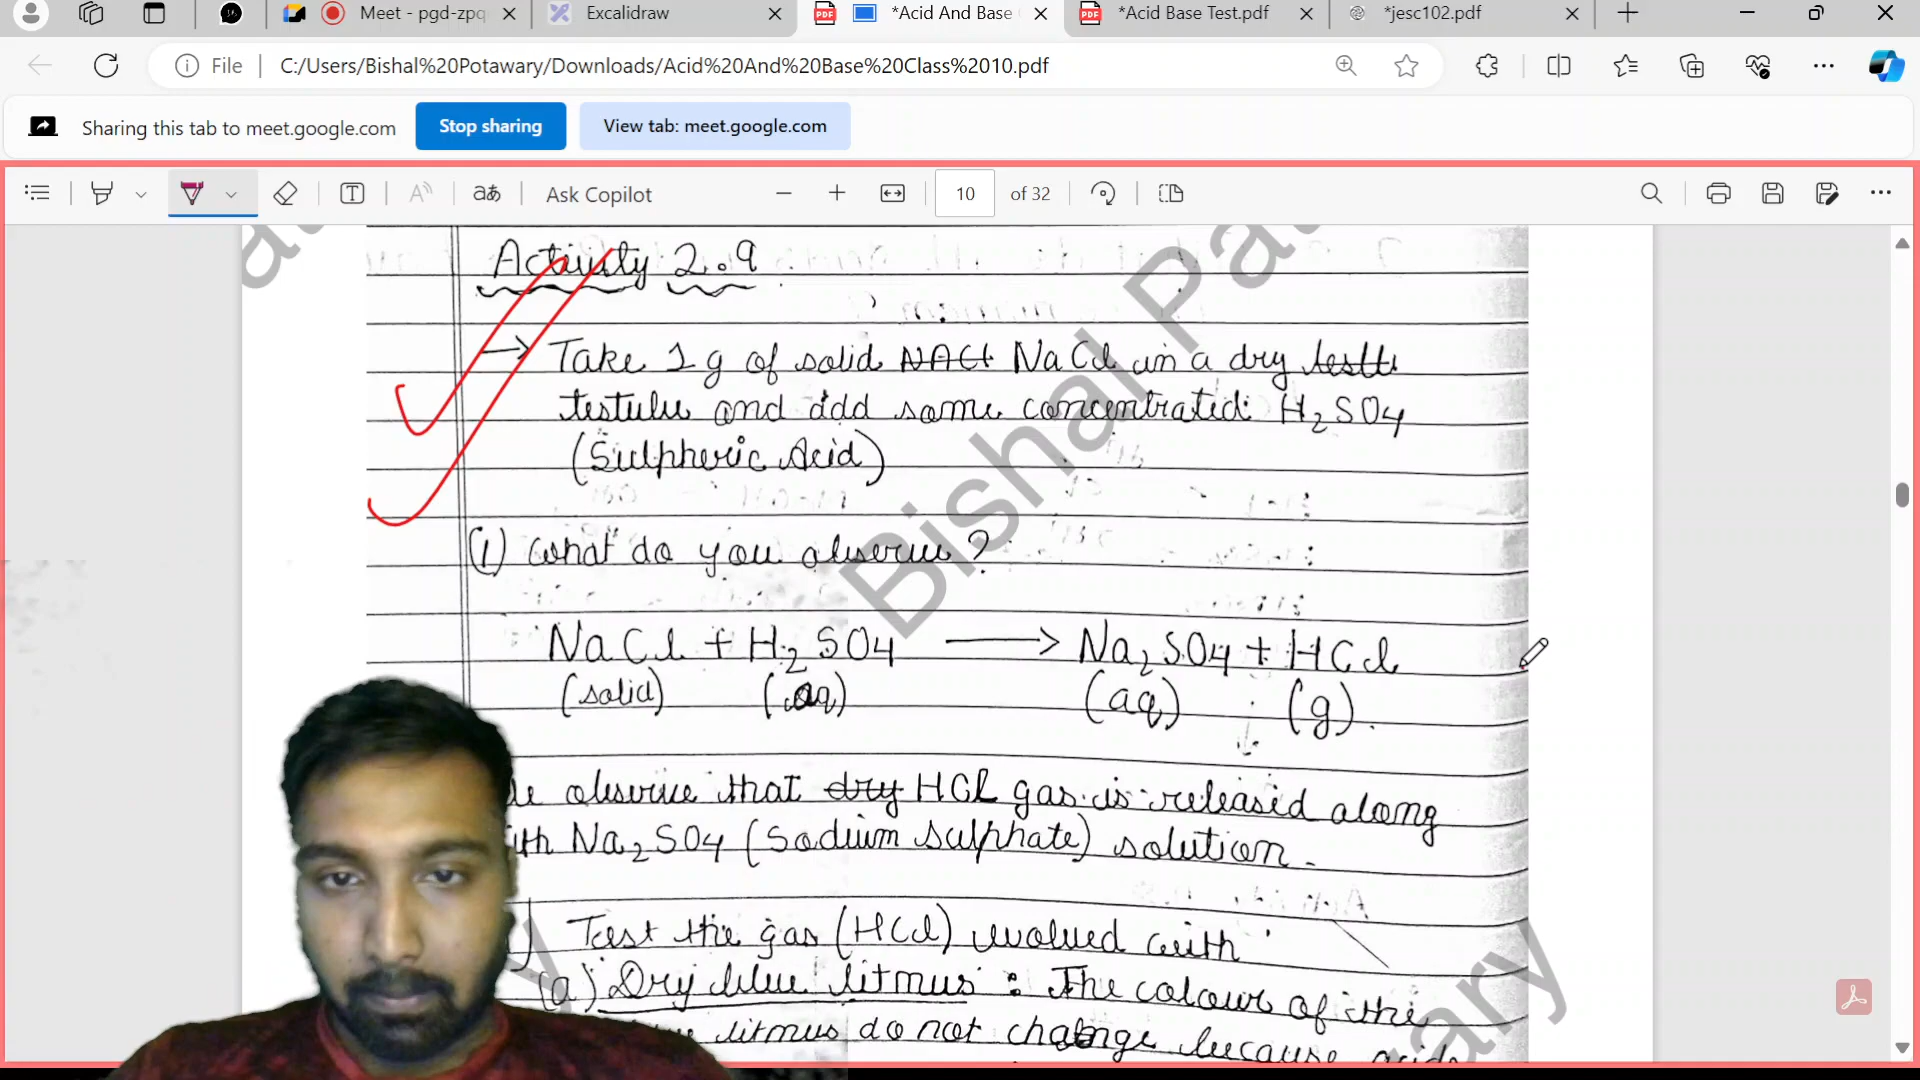 Meet - pgd-zpq
Excalidraw
*Acid And Base
*Acid Base Test.pdf
*jesc102.pdf
File
C:/Users/Bishal%20Potawary/Downloads/Acid%20And%20Base%20Class%2010.pdf
Sharing this tab to meet.google.com
Stop sharing
View tab: meet.google.com
Ask Copilot
10 of 32
Activity 2.9
→ Take 1 g of solid NACl NaCl in a dry testt
testube and add some concentrated H₂SO₄
(Sulpheric Acid)
(1) What do you observe?
NaCl + H₂SO₄ → Na₂SO₄ + HCl
(solid) (aq) (aq) (g).
observe that dry HCl gas is released along
Na₂SO₄ (Sodium sulphate) solution.
Test the gas (HCl) evolved with
(a) Dry blue litmus : The colour of the
litmus do not change because
Bishal